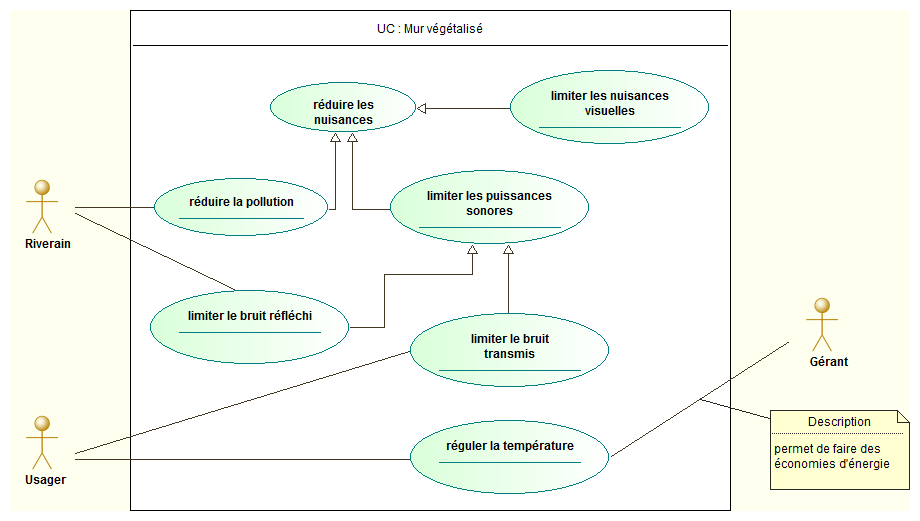 UC : Mur végétalisé
réduire les
nuisances
limiter les nuisances
visuelles
réduire la pollution
limiter les puissances
sonores
Riverain
limiter le bruit réfléchi
limiter le bruit
transmis
Gérant
Description
permet de faire des
économies d'énergie
réguler la température
Usager